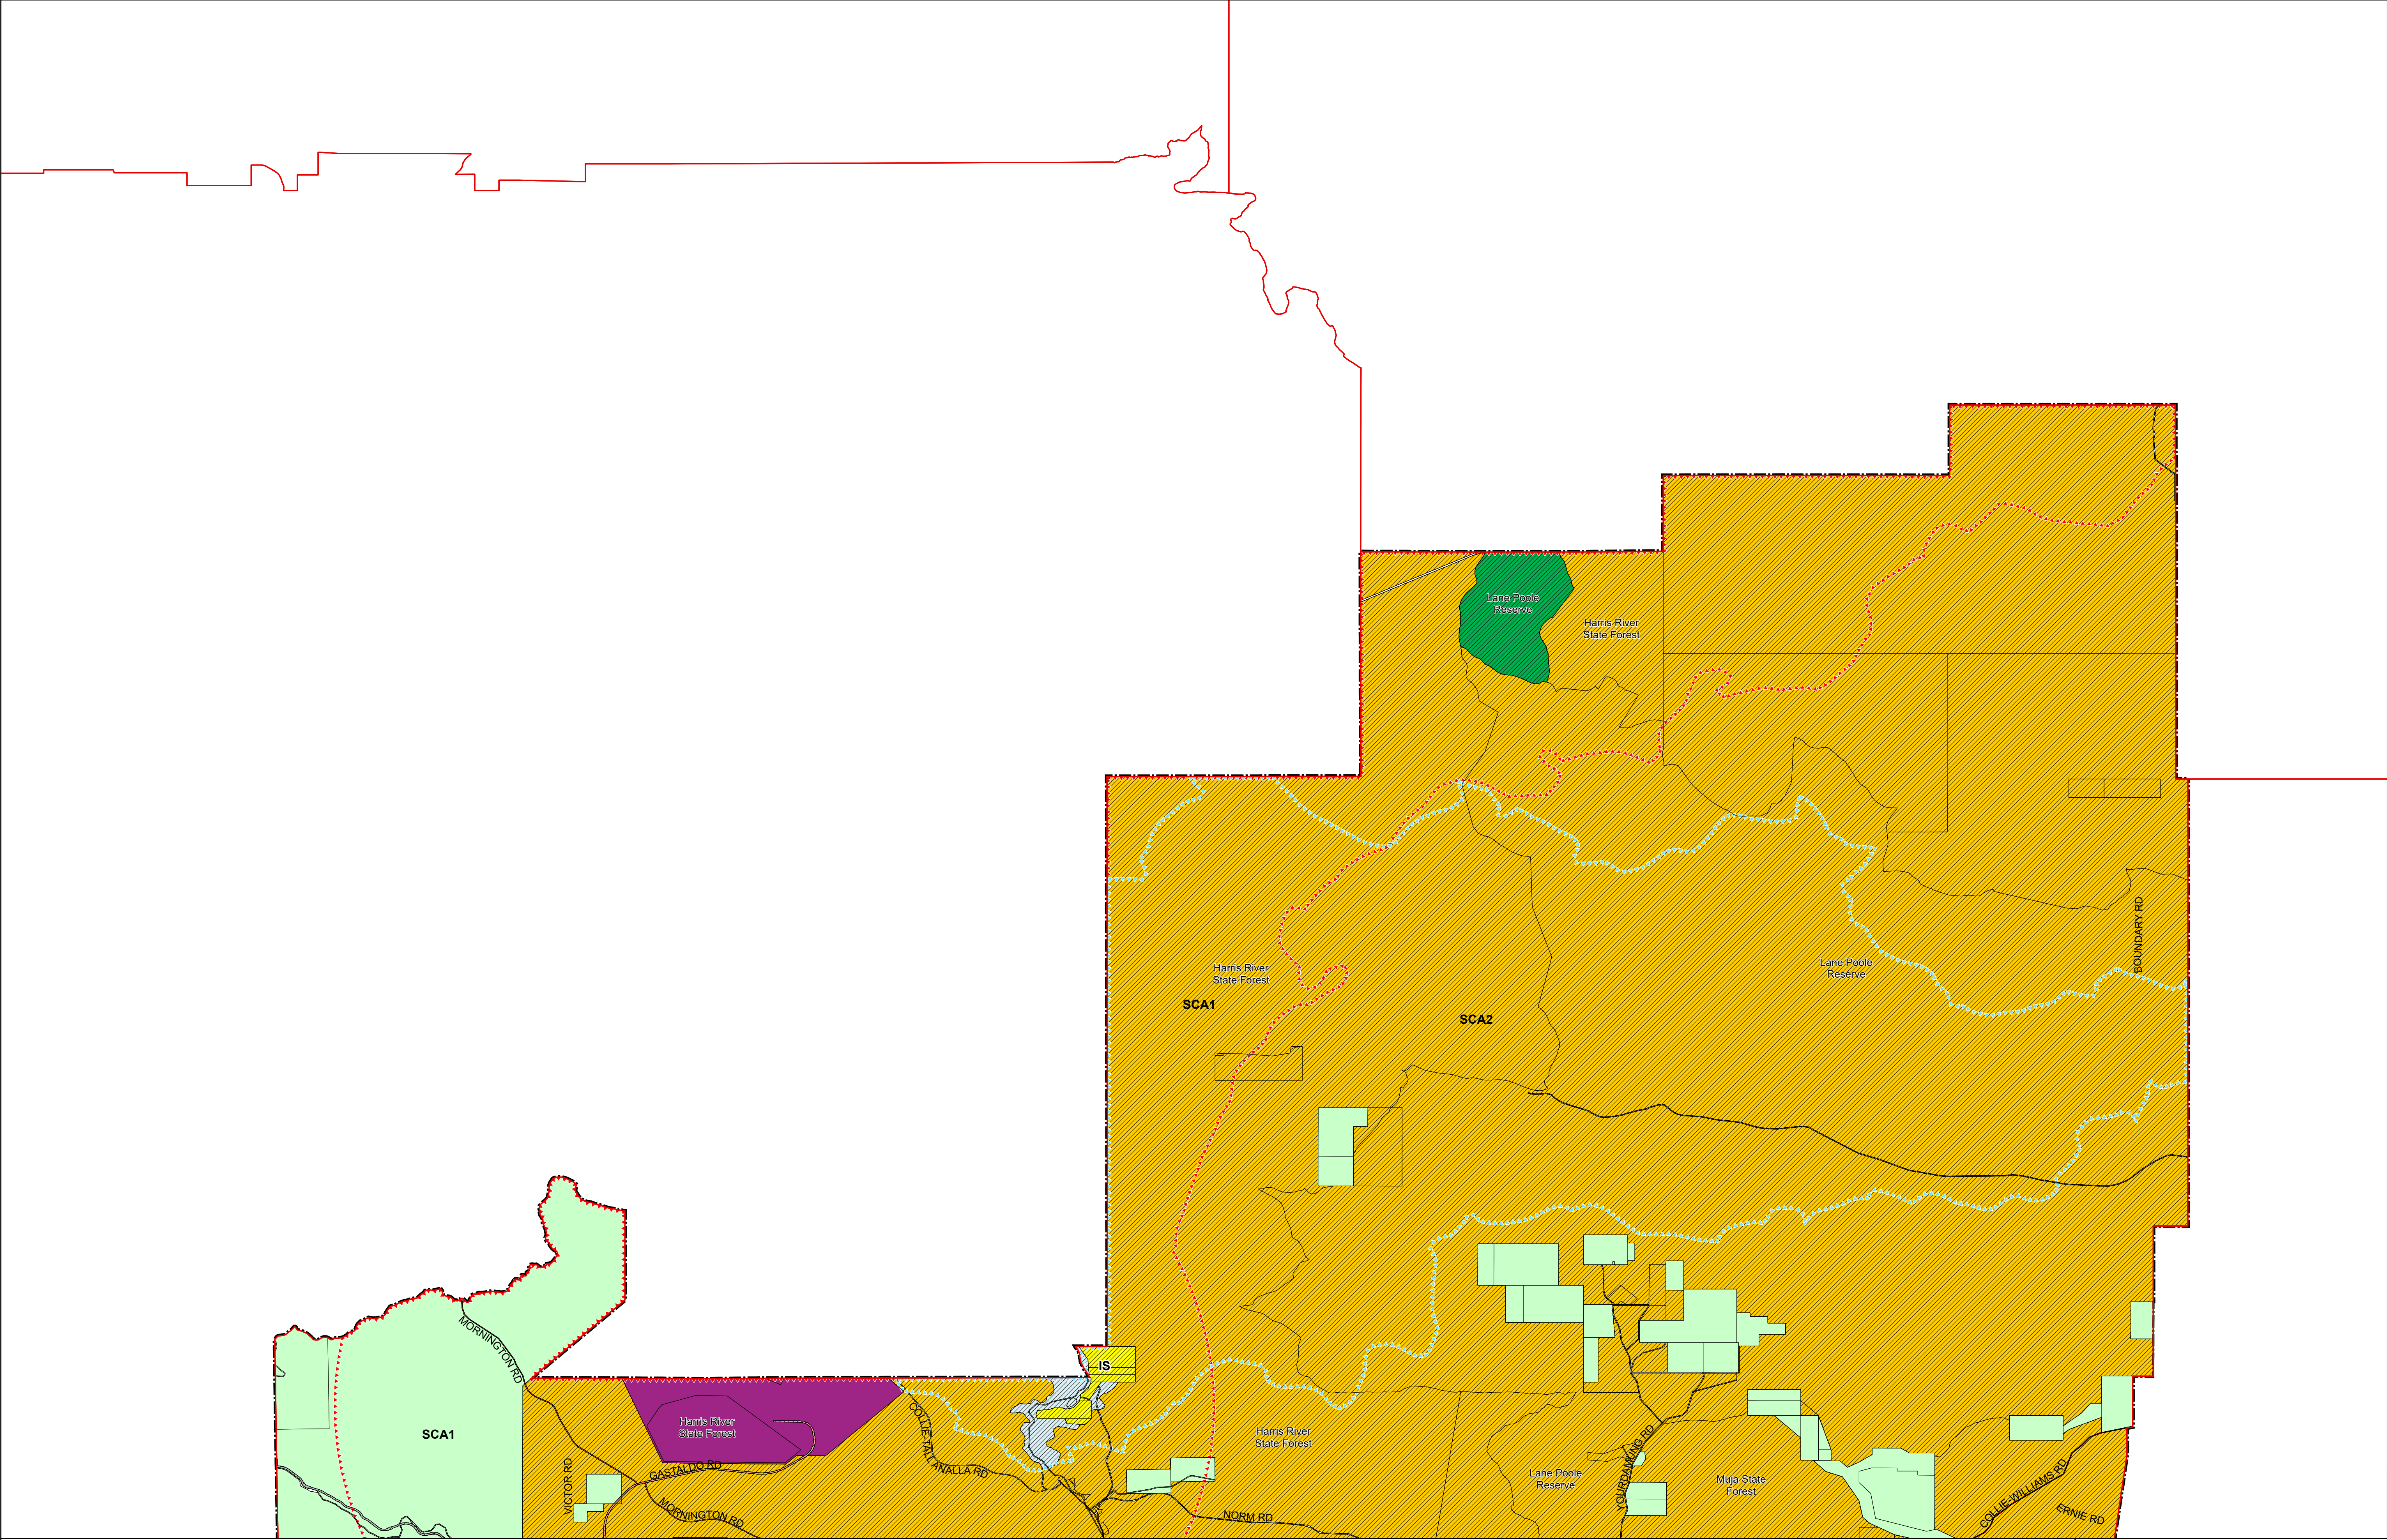 Lane Poole
Reserve
Harris River
State Forest
BOUNDARY RD
Harris River
State Forest
Lane Poole
Reserve
SCA1
SCA2
MORNINGTON RD
IS
SCA1
Harris River
State Forest
COLLIE-TALLANALLA RD
Harris River
State Forest
VICTOR RD
GASTALDO RD
MORNINGTON RD
NORM RD
Lane Poole
Reserve
YOURDAMUNG RD
Muja State
Forest
COLLIE-WILLIAMS RD
ERNIE RD